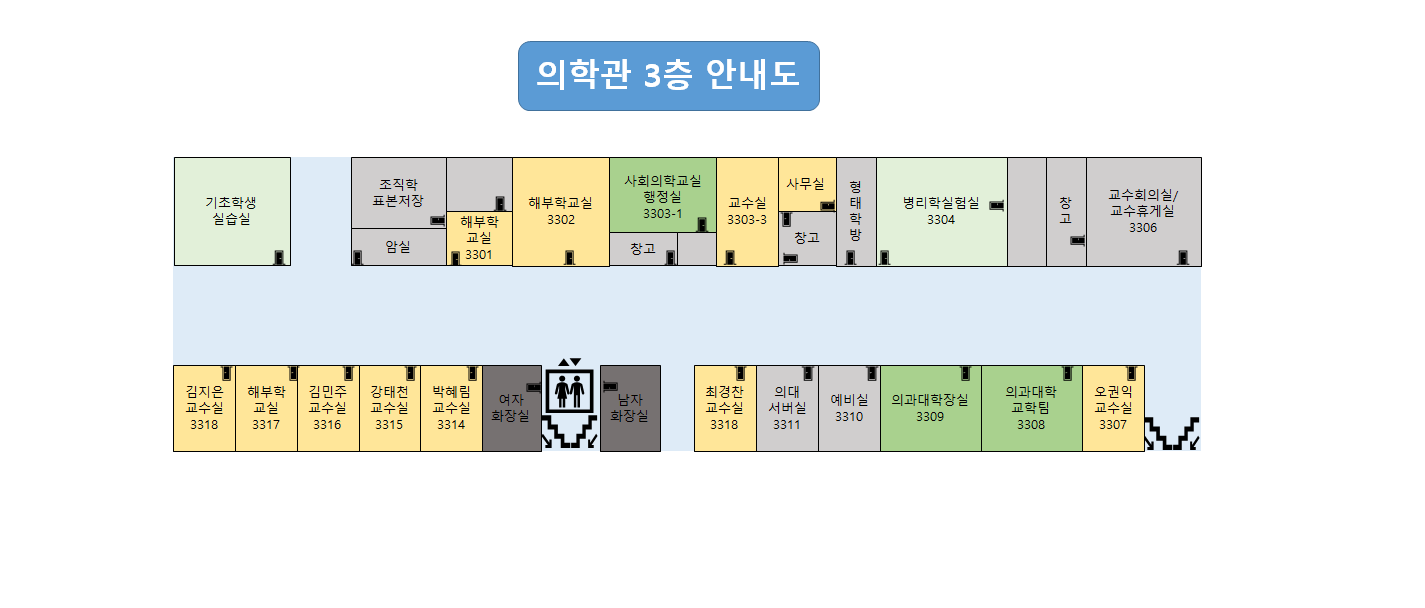 의학관 3층 안내도
기초학생
실습실
조직학
표본저장
암실
해부학
교실
3301
해부학교실
3302
사회의학교실
행정실
3303-1
창고
교수실
3303-3
사무실
창고
형
태
학
방
병리학실험실
3304
창
고
교수회의실/
교수휴게실
3306
김지은
교수실
3318
해부학
교실
3317
김민주
교수실
3316
강태천
교수실
3315
박혜림
교수실
3314
여자
화장실
남자
화장실
최경찬
교수실
3318
의대
서버실
3311
예비실
3310
의과대학장실
3309
의과대학
교학팀
3308
오권익
교수실
3307